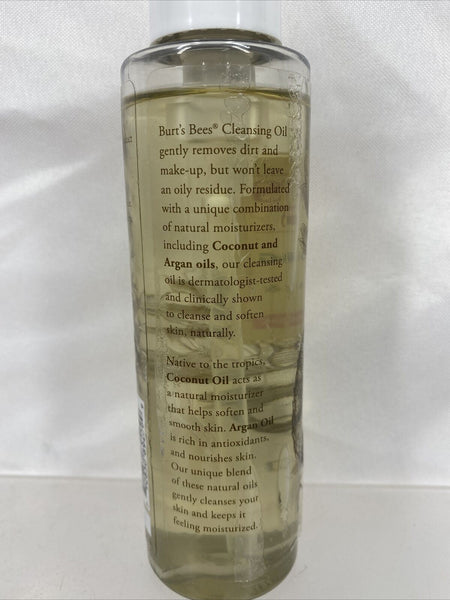 Burt's Bees® Cleansing Oil
gently removes dirt and
make-up, but won't leave
an oily residue. Formulated
with a unique combination
of natural moisturizers,
including Coconut and
Argan oils, our cleansing
oil is dermatologist-tested
and clinically shown
to cleanse and soften
skin, naturally.
Native to the tropics,
Coconut Oil acts as
a natural moisturizer
that helps soften and
smooth skin. Argan Oil
is rich in antioxidants,
and nourishes skin.
Our unique blend
of these natural oils
gently cleanses your
skin and keeps it
feeling moisturized.